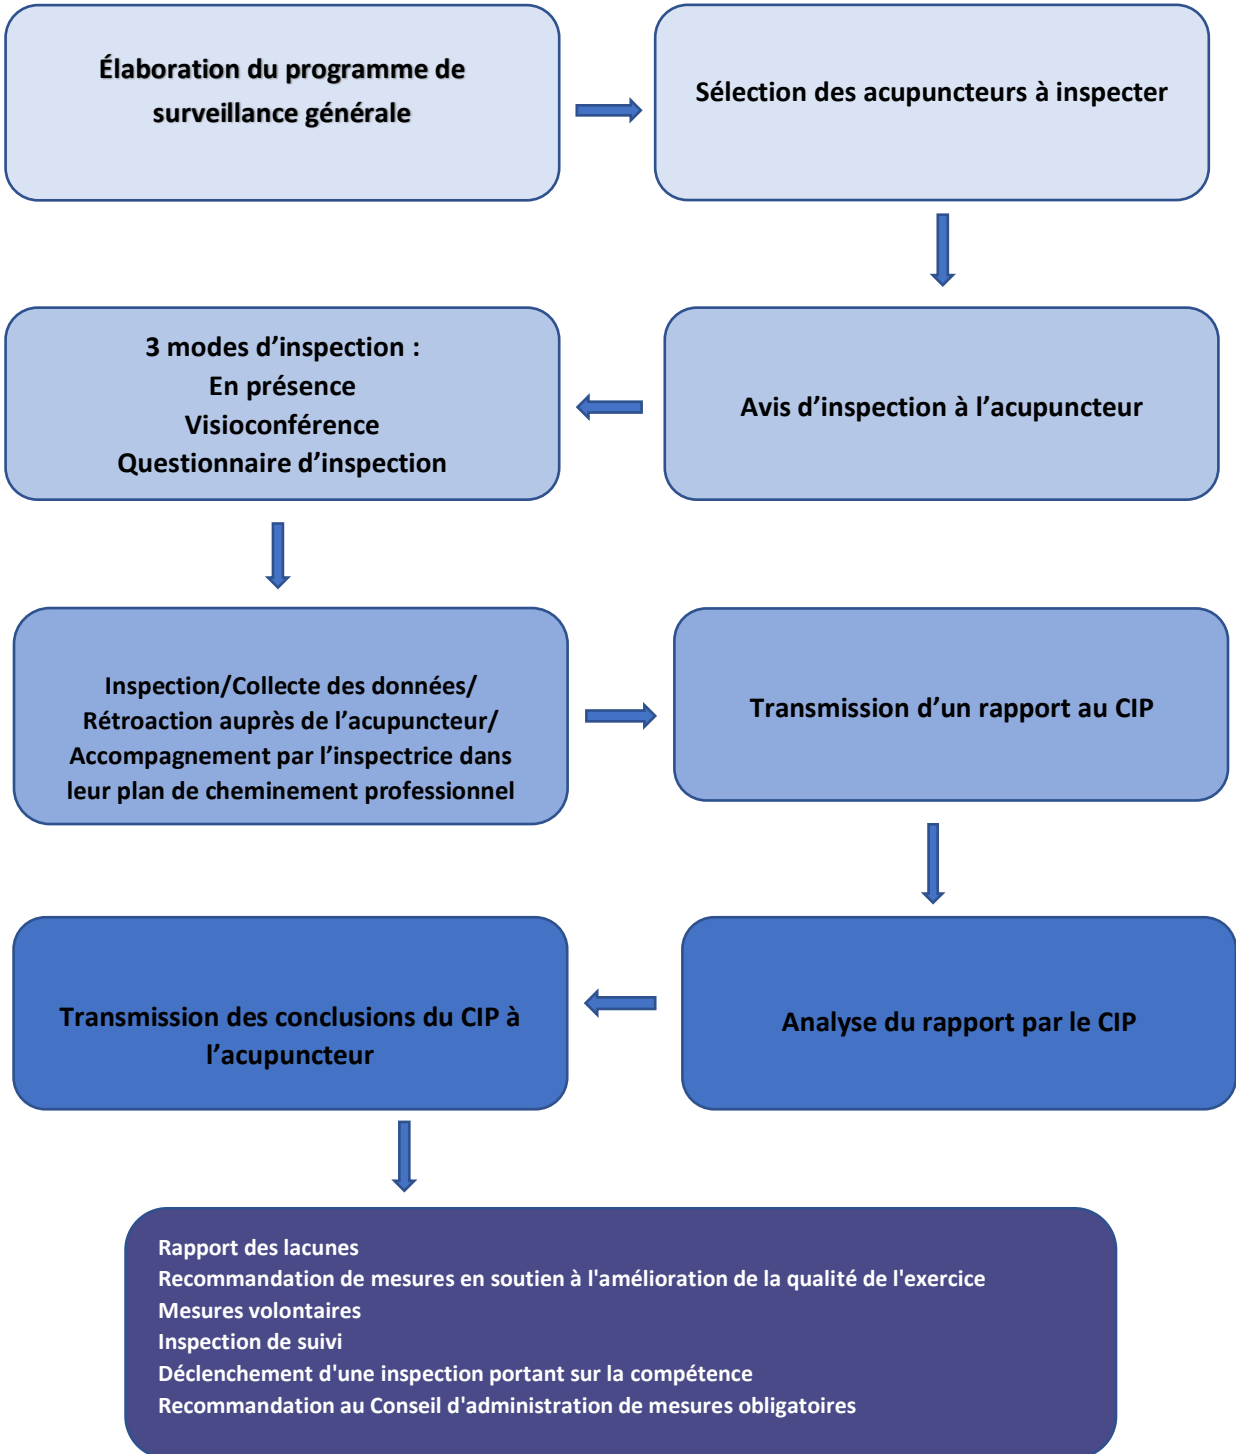 Élaboration du programme de
surveillance générale
Sélection des acupuncteurs à inspecter
Avis d’inspection à l’acupuncteur
3 modes d’inspection :
En présence
Visioconférence
Questionnaire d’inspection
Inspection/Collecte des données/
Rétroaction auprès de l’acupuncteur/
Accompagnement par l’inspectrice dans
leur plan de cheminement professionnel
Transmission d’un rapport au CIP
Analyse du rapport par le CIP
Transmission des conclusions du CIP à
l’acupuncteur
Rapport des lacunes
Recommandation de mesures en soutien à l'amélioration de la qualité de l'exercice
Mesures volontaires
Inspection de suivi
Déclenchement d'une inspection portant sur la compétence
Recommandation au Conseil d'administration de mesures obligatoires